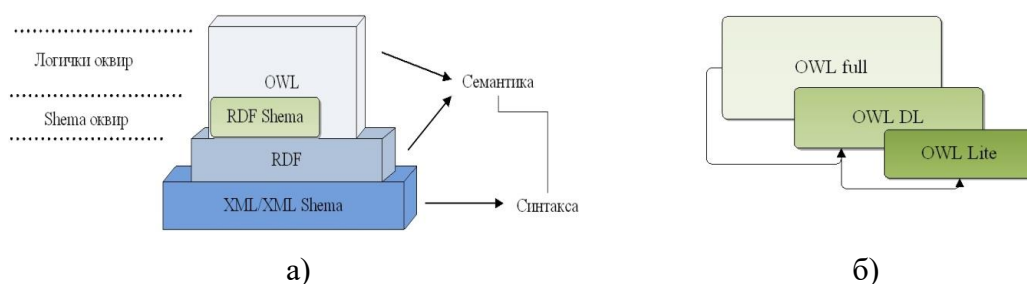 Логички оквир
Shema оквир
OWL
RDF Shema
RDF
XML/XML Shema
Семантика
Синтакса
а)
OWL full
OWL DL
OWL Lite
б)